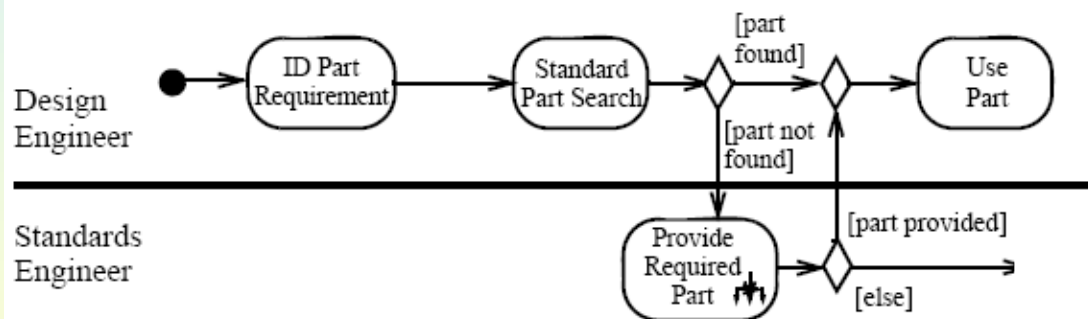 Design
Engineer
ID Part
Requirement
Standard
Part Search
[part
found]
[part not
found]
Use
Part
Standards
Engineer
Provide
Required
Part
[part provided]
[else]